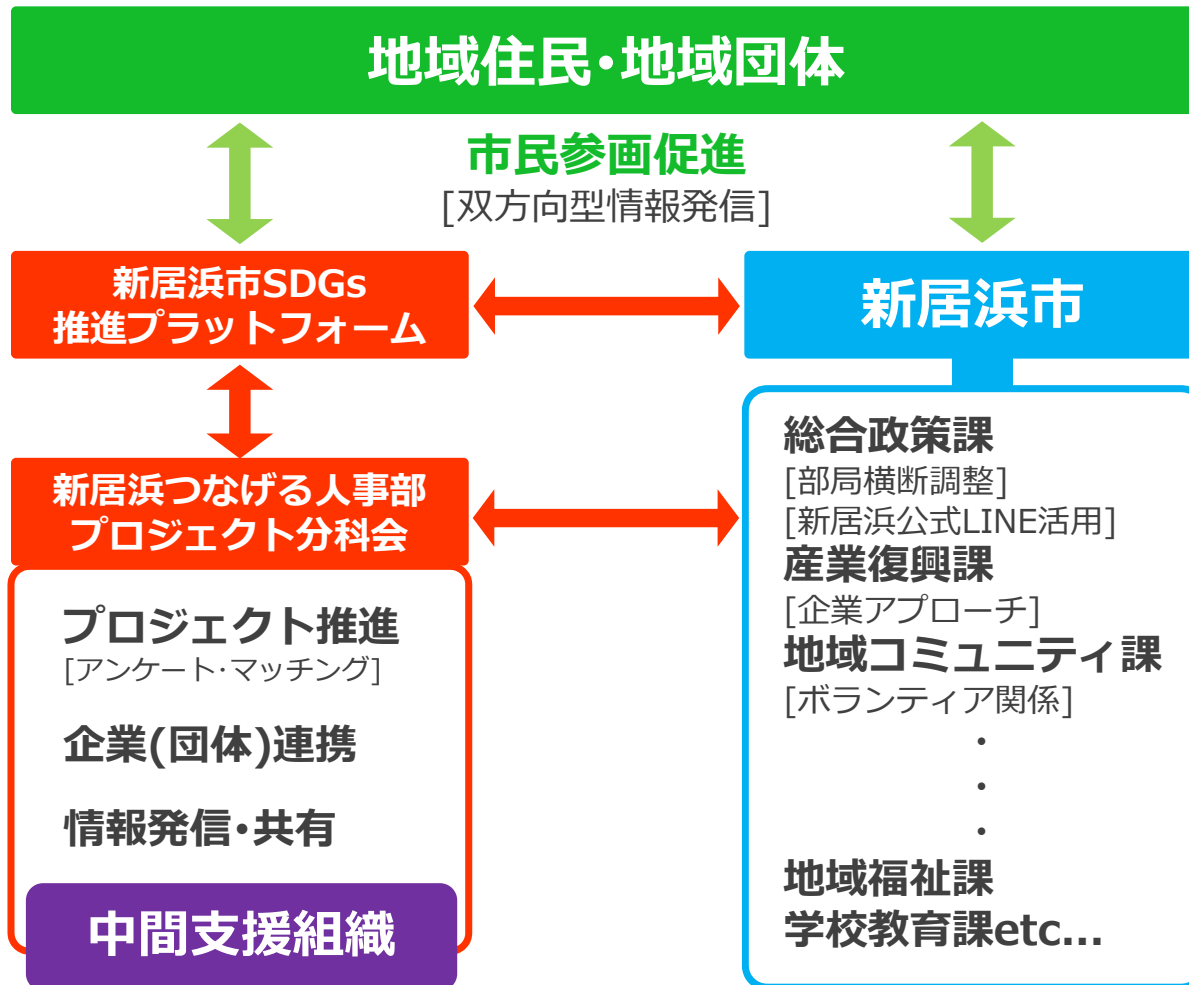 地域住民・地域団体
市民参画促進
[双方向型情報発信]
新居浜市SDGs
推進プラットフォーム
新居浜市
新居浜つなげる人事部
プロジェクト分科会
プロジェクト推進
[アンケート・マッチング]
企業(団体)連携
情報発信・共有
中間支援組織
総合政策課
[部局横断調整]
[新居浜公式LINE活用]
産業復興課
[企業アプローチ]
地域コミュニティ課
[ボランティア関係]
・
・
・
地域福祉課
学校教育課etc...